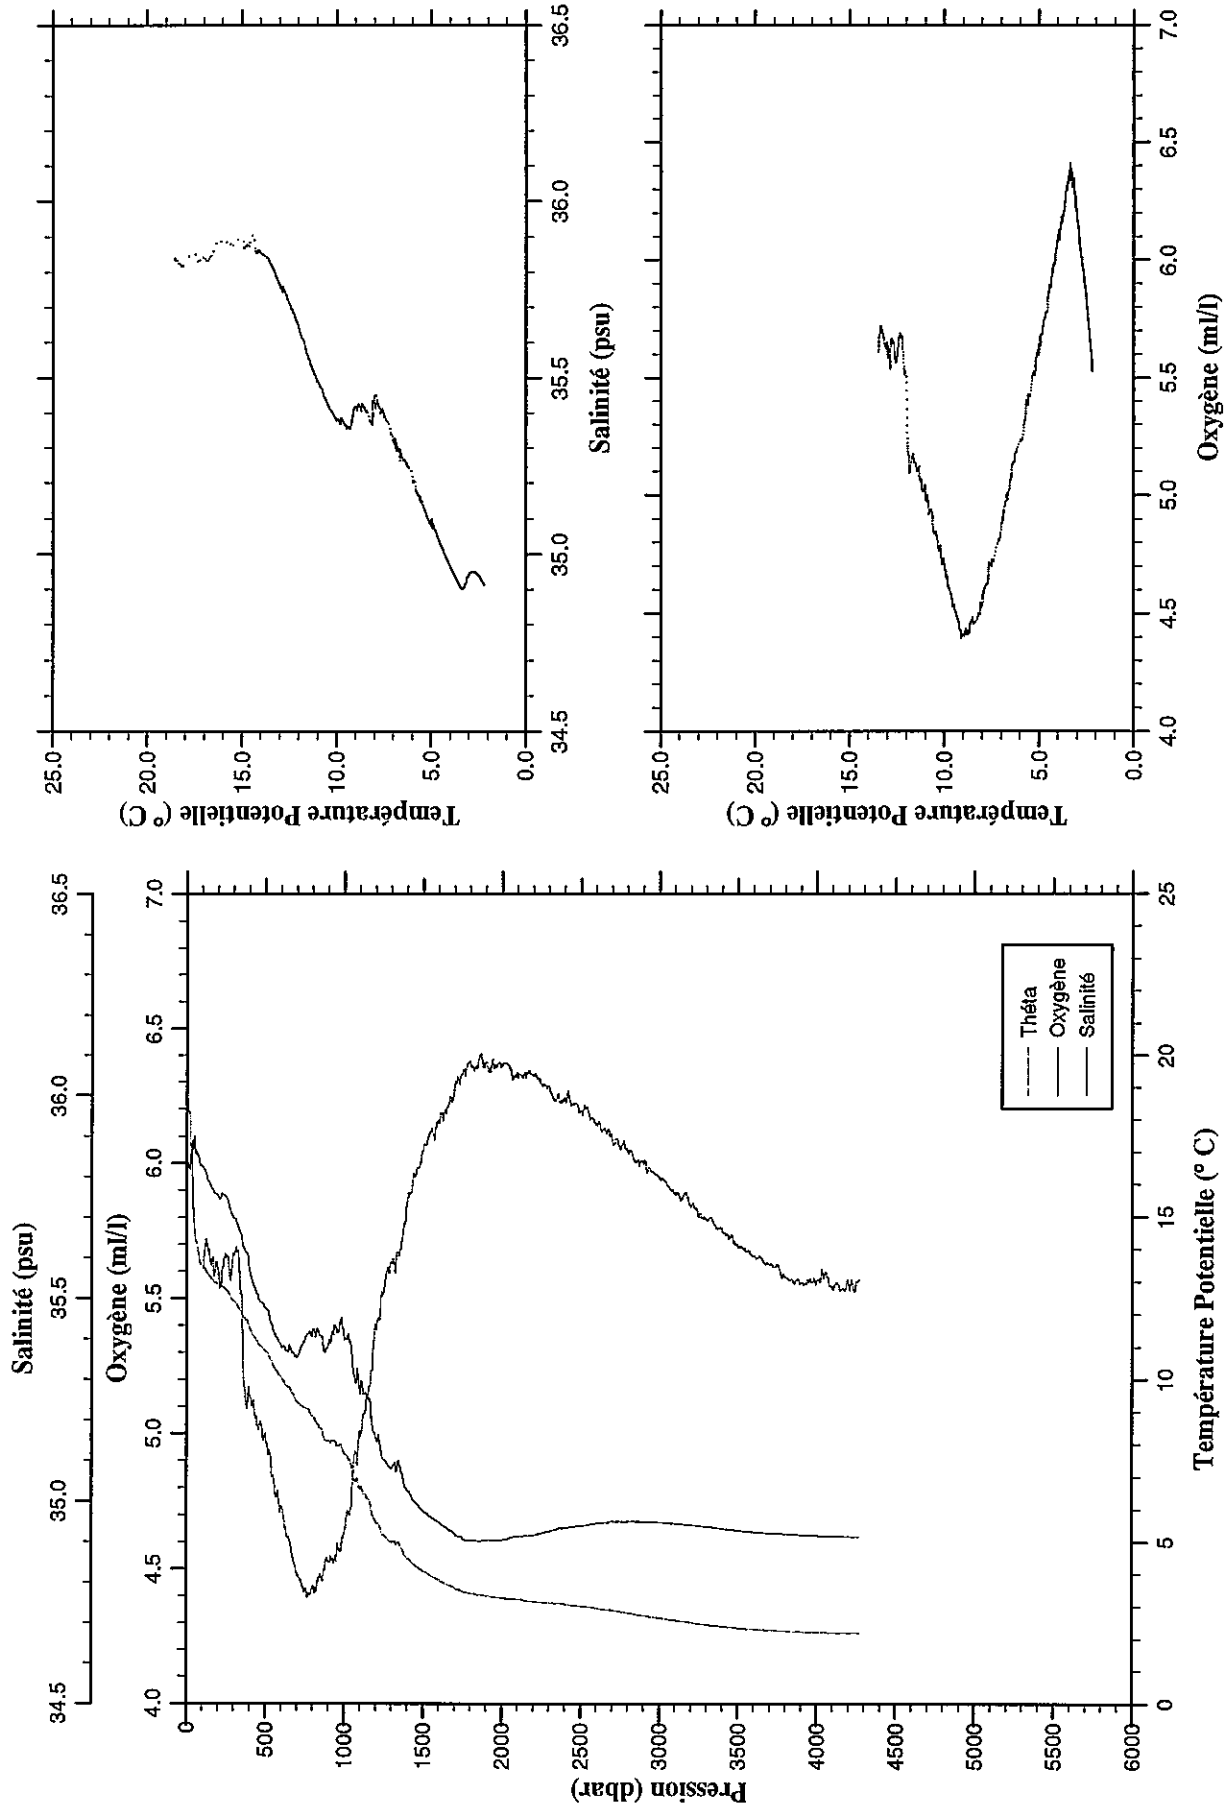 Salinité (psu)
34.5 35.0 35.5 36.0 36.5
Oxygène (ml/l)
4.0 4.5 5.0 5.5 6.0 6.5 7.0
Pression (dbar)
0
500
1000
1500
2000
2500
3000
3500
4000
4500
5000
5500
6000
Théta
Oxygène
Salinité
0 5 10 15 20 25
Température Potentielle (° C)
Température Potentielle (° C)
25.0
20.0
15.0
10.0
5.0
0.0
34.5 35.0 35.5 36.0 36.5
Salinité (psu)
Température Potentielle (° C)
25.0
20.0
15.0
10.0
5.0
0.0
4.0 4.5 5.0 5.5 6.0 6.5 7.0
Oxygène (ml/l)